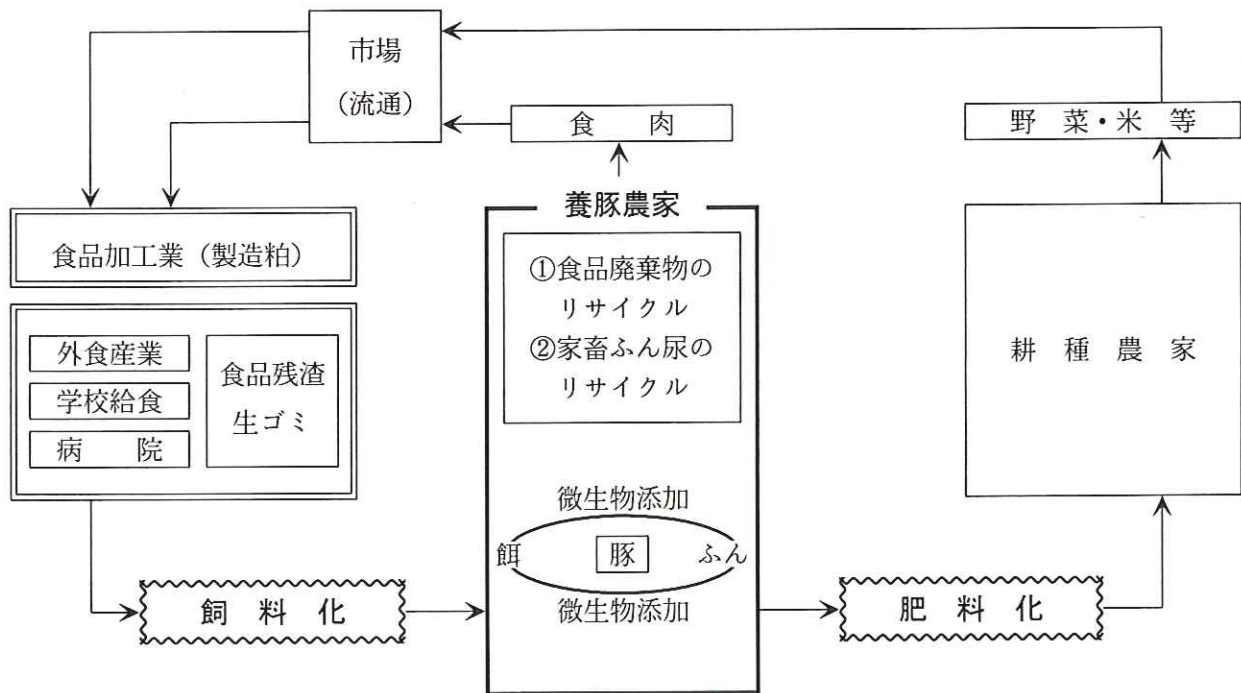 市場
（流通）
食　肉
野　菜・米　等
養豚農家
食品加工業（製造粕）
①食品廃棄物の
リサイクル
②家畜ふん尿の
リサイクル
外食産業
学校給食
病　院
食品残渣
生ゴミ
耕　種　農　家
微生物添加
餌
豚
ふん
微生物添加
飼　料　化
肥　料　化